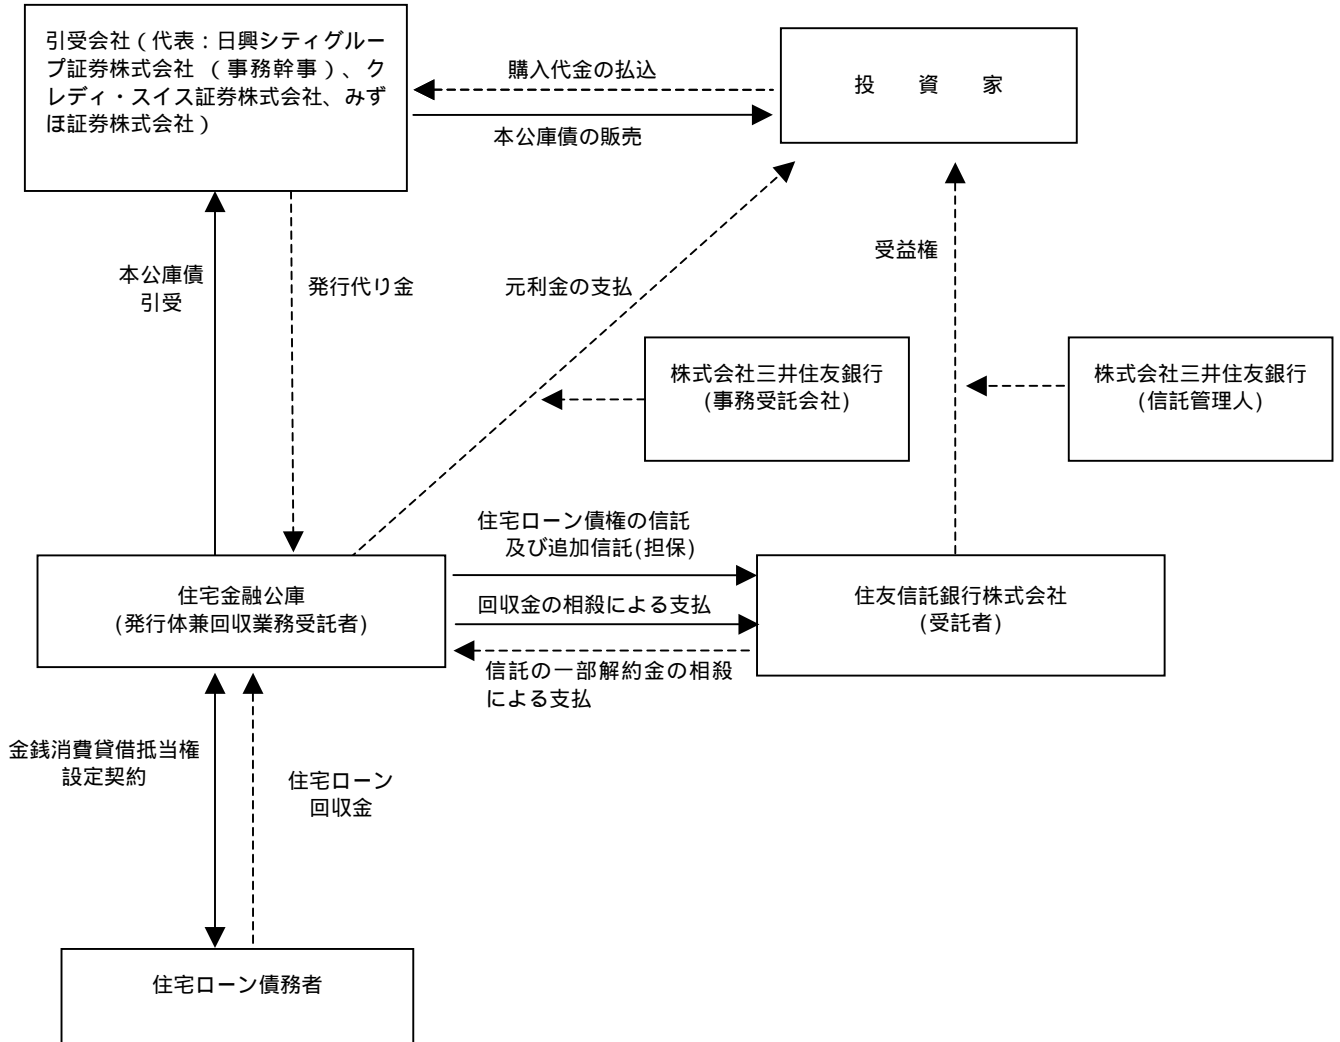 引受会社（代表：日興シティグルー
プ証券株式会社 （事務幹事）、ク
レディ・スイス証券株式会社、みず
ほ証券株式会社）
購入代金の払込
投 資 家
本公庫債の販売
本公庫債
引受
発行代り金
元利金の支払
受益権
株式会社三井住友銀行
(事務受託会社)
株式会社三井住友銀行
(信託管理人)
住宅ローン債権の信託
及び追加信託(担保)
住宅金融公庫
(発行体兼回収業務受託者)
回収金の相殺による支払
住友信託銀行株式会社
(受託者)
信託の一部解約金の相殺
による支払
金銭消費貸借抵当権
設定契約
住宅ローン
回収金
住宅ローン債務者